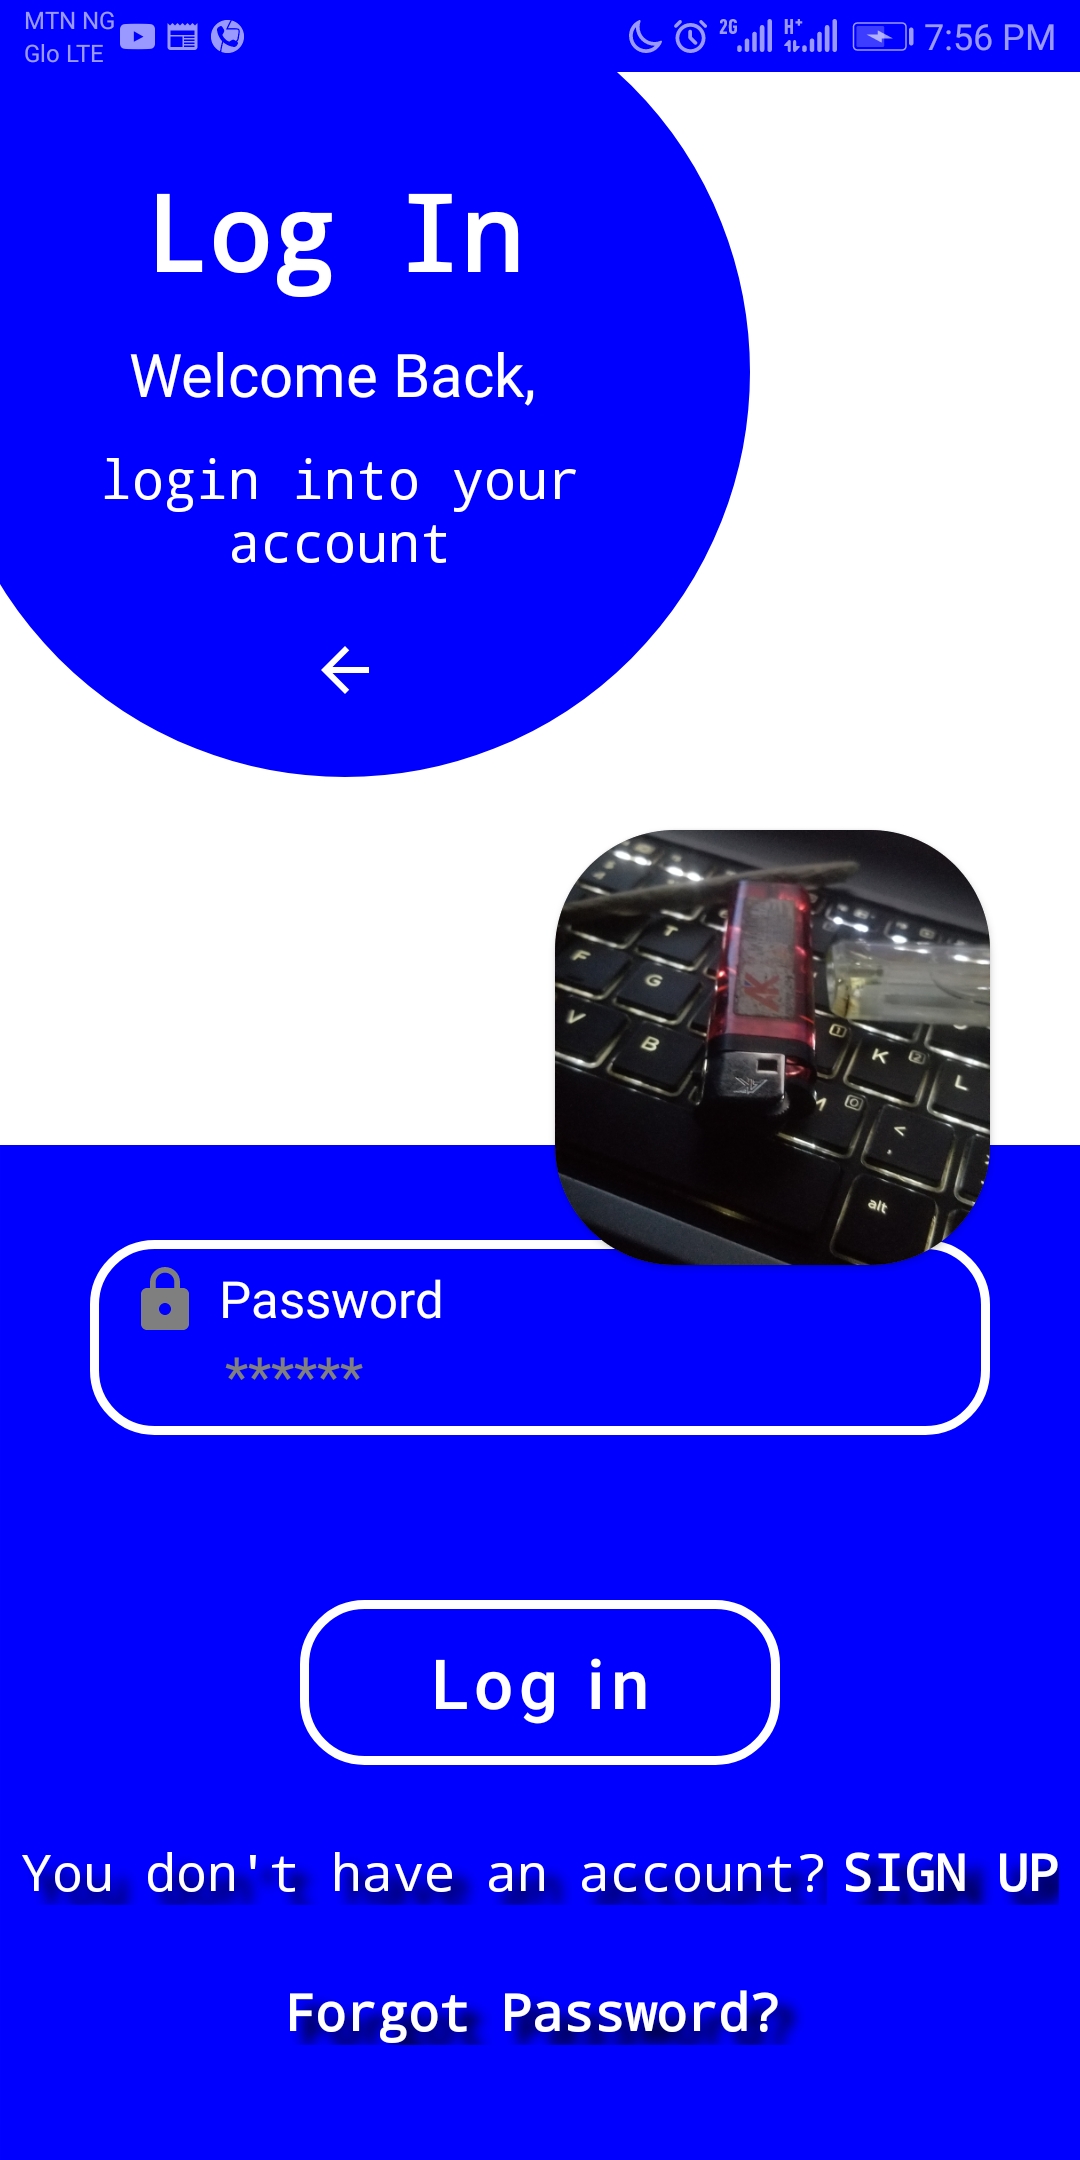 MTN NG
Glo LTE
2G
H+
7:56 PM
Log In
Welcome Back,
login into your
account
T
F
G
V
B
K
M
L
<
alt
Password
******
Log in
You don't have an account? SIGN UP
Forgot Password?